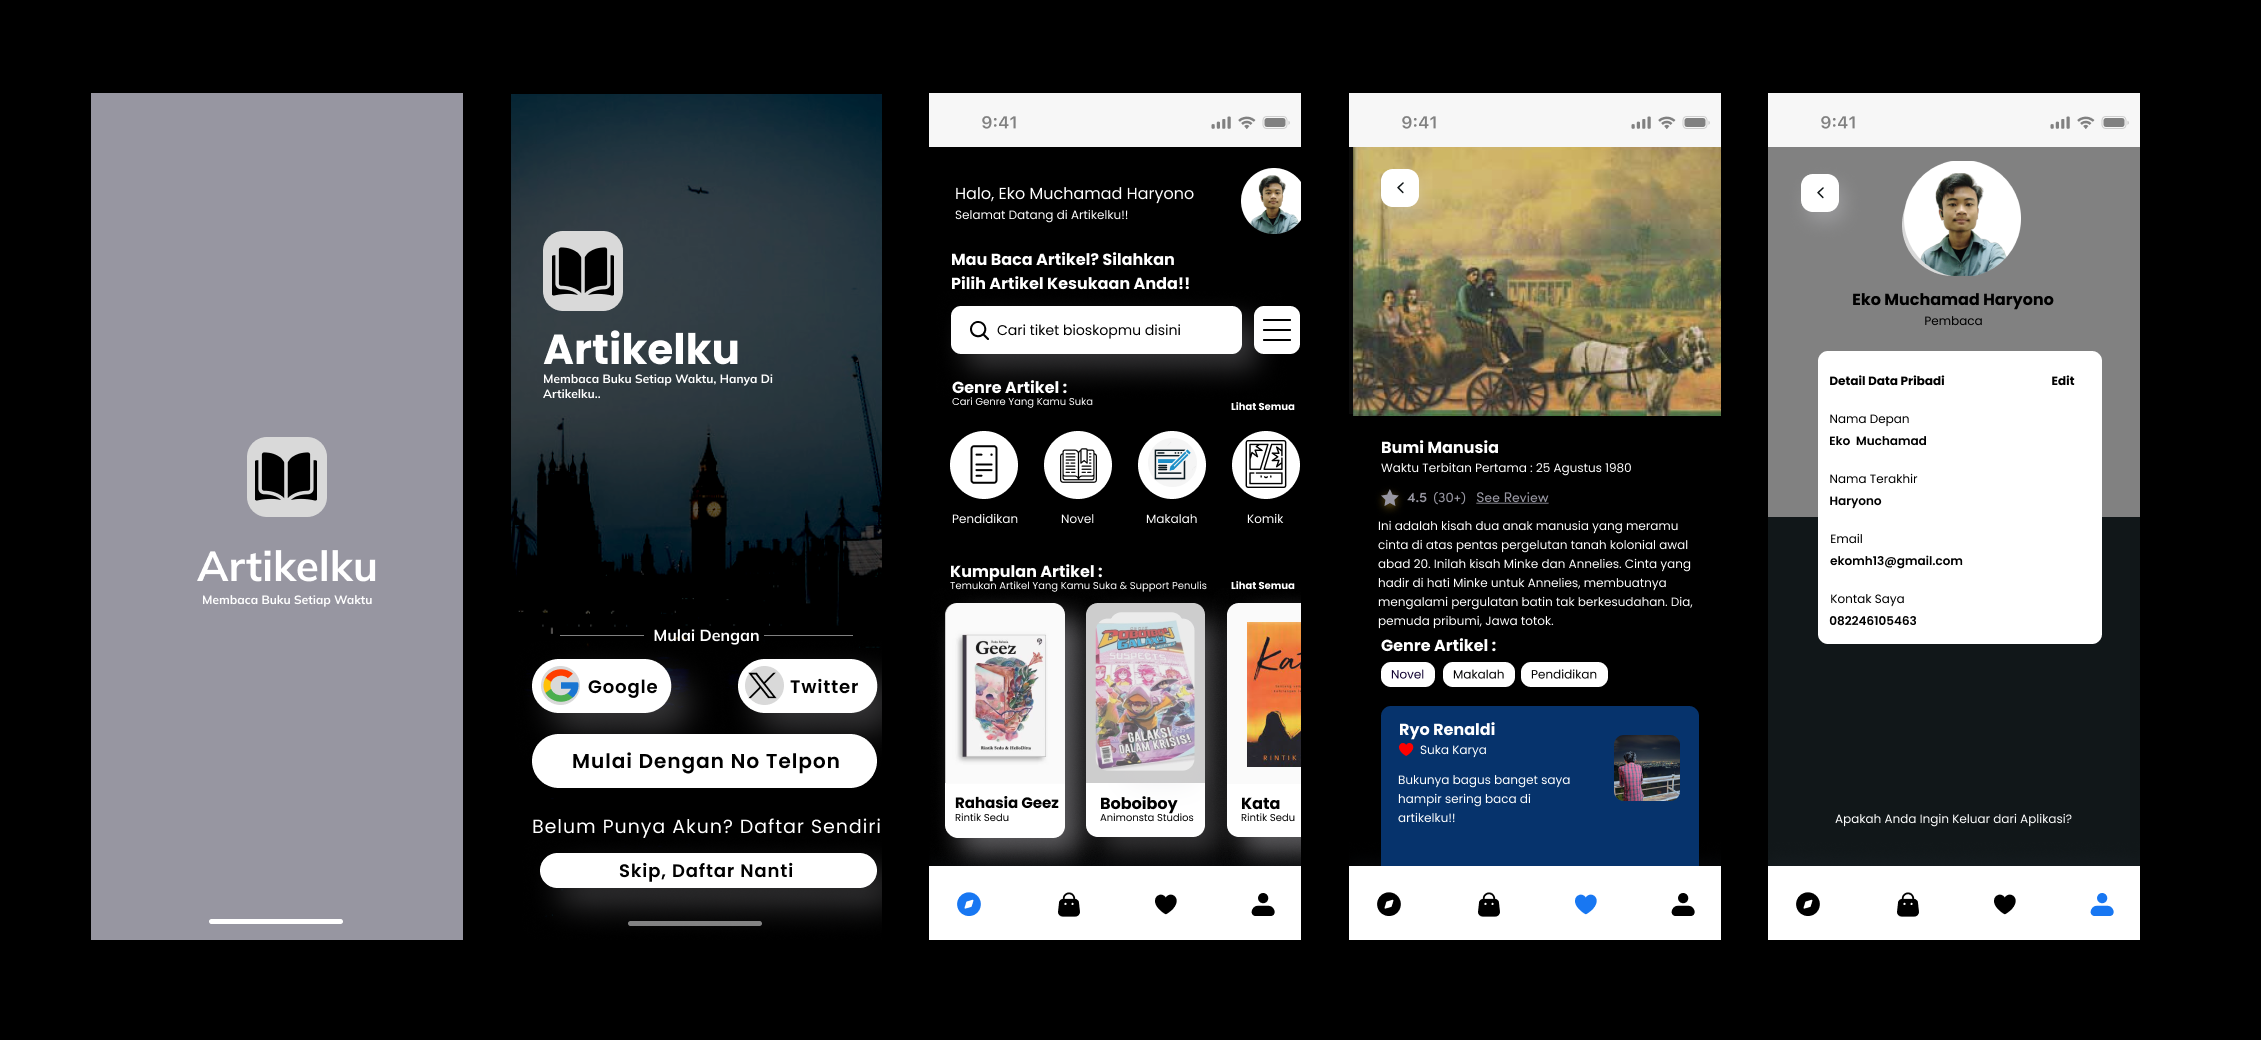 Artikelku
Membaca Buku Setiap Waktu
Artikelku
Membaca Buku Setiap Waktu, Hanya Di
Artikelku..
Mulai Dengan
Google
Twitter
Mulai Dengan No Telpon
Belum Punya Akun? Daftar Sendiri
Skip, Daftar Nanti
9:41
Halo, Eko Muchamad Haryono
Selamat Datang di Artikelku!!
Mau Baca Artikel? Silahkan
Pilih Artikel Kesukaan Anda!!
Cari tiket bioskopmu disini
Genre Artikel :
Cari Genre Yang Kamu Suka
Lihat Semua
Pendidikan
Novel
Makalah
Komik
Kumpulan Artikel :
Temukan Artikel Yang Kamu Suka & Support Penulis
Lihat Semua
Geez
Rintik Sedu
Rahasia Geez
Rintik Sedu
BOBOIBOY
GALAKSI
DALAM KRISIS!
Boboiboy
Animonsta Studios
Kat
RINTIK
Kata
Rintik Sedu
9:41
Bumi Manusia
Waktu Terbitan Pertama : 25 Agustus 1980
4.5 (30+) See Review
Ini adalah kisah dua anak manusia yang meramu
cinta di atas pentas pergelutan tanah kolonial awal
abad 20. Inilah kisah Minke dan Annelies. Cinta yang
hadir di hati Minke untuk Annelies, membuatnya
mengalami pergulatan batin tak berkesudahan. Dia,
pemuda pribumi, Jawa totok.
Genre Artikel :
Novel
Makalah
Pendidikan
Ryo Renaldi
Suka Karya
Bukunya bagus banget saya
hampir sering baca di
artikelku!!
9:41
Eko Muchamad Haryono
Pembaca
Detail Data Pribadi
Edit
Nama Depan
Eko Muchamad
Nama Terakhir
Haryono
Email
ekomh13@gmail.com
Kontak Saya
082246105463
Apakah Anda Ingin Keluar dari Aplikasi?